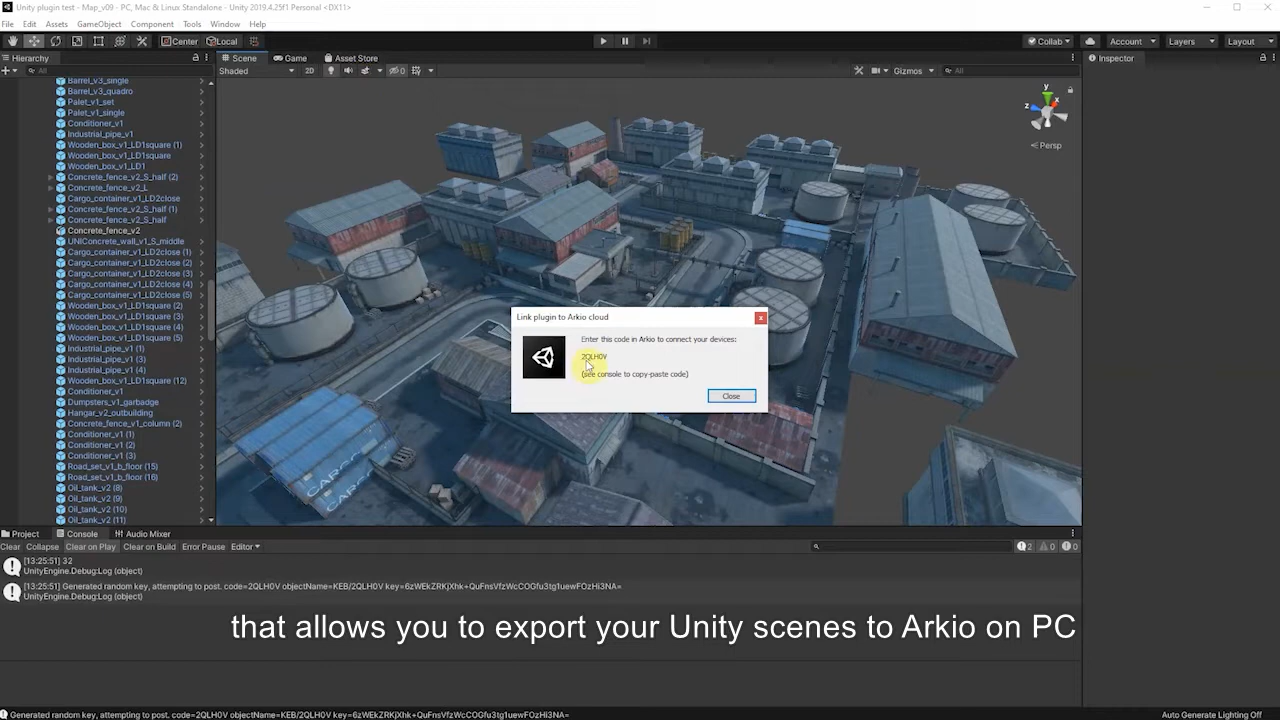 Unity plugin test - Map_v09 - PC, Mac & Linux Standalone - Unity 2019.4.25f1 Personal <DX11>
File Edit Assets GameObject Component Tools Window Help
Center Local Collab Account Layers Layout
Hierarchy
All
Barrel_v3_single
Barrel_v3_quadro
Palet_v1_set
Palet_v1_single
Conditioner_v1
Industrial_pipe_v1
Wooden_box_v1_LD1square (1)
Wooden_box_v1_LD1square
Wooden_box_v1_LD1
Concrete_fence_v2_S_half (2)
Concrete_fence_v2_L
Cargo_container_v1_LD2close
Concrete_fence_v2_S_half (1)
Concrete_fence_v2_S_half
Concrete_fence_v2
UNIConcrete_wall_v1_S_middle
Cargo_container_v1_LD2close (1)
Cargo_container_v1_LD2close (2)
Cargo_container_v1_LD2close (3)
Cargo_container_v1_LD2close (4)
Cargo_container_v1_LD2close (5)
Wooden_box_v1_LD1square (2)
Wooden_box_v1_LD1square (3)
Wooden_box_v1_LD1square (4)
Wooden_box_v1_LD1square (5)
Industrial_pipe_v1 (1)
Industrial_pipe_v1 (3)
Industrial_pipe_v1 (4)
Wooden_box_v1_LD1square (12)
Conditioner_v1
Dumpsters_v1_garbage
Hangar_v2_outbuilding
Concrete_fence_v2_S_column (2)
Conditioner_v1 (1)
Conditioner_v1 (2)
Conditioner_v1 (3)
Road_set_v1_b_floor (15)
Road_set_v1_b_floor (16)
Oil_tank_v2 (8)
Oil_tank_v2 (9)
Oil_tank_v2 (10)
Oil_tank_v2 (11)
Scene Game Asset Store
Shaded 2D 0 Gizmos All
y
x
z
Persp
CARGO
CARGO
Link plugin to Arkio cloud
x
Enter this code in Arkio to connect your devices:
2QLH0V
(see console to copy-paste code)
Close
Inspector
Project Console Audio Mixer
Clear Collapse Clear on Play Clear on Build Error Pause Editor 2 0 0
[13:25:51] 32
UnityEngine.Debug:Log (object)
[13:25:51] Generated random key, attempting to post. code=2QLH0V objectName=KEB/2QLH0V key=6zWEkZRKjXhk+QuFnsVfzWcCOGfu3tg1uewFOzHi3NA=
UnityEngine.Debug:Log (object)
that allows you to export your Unity scenes to Arkio on PC
Generated random key, attempting to post. code=2QLH0V objectName=KEB/2QLH0V key=6zWEkZRKjXhk+QuFnsVfzWcCOGfu3tg1uewFOzHi3NA=
Auto Generate Lighting Off